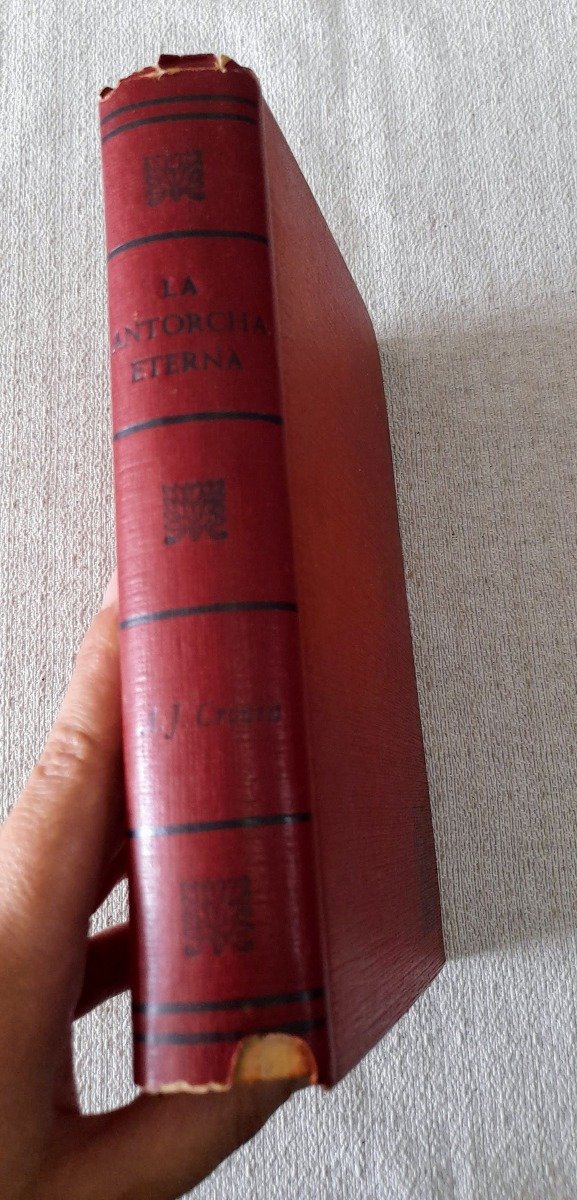 LA
ANTORCHA
ETERNA
A. J. Cronin